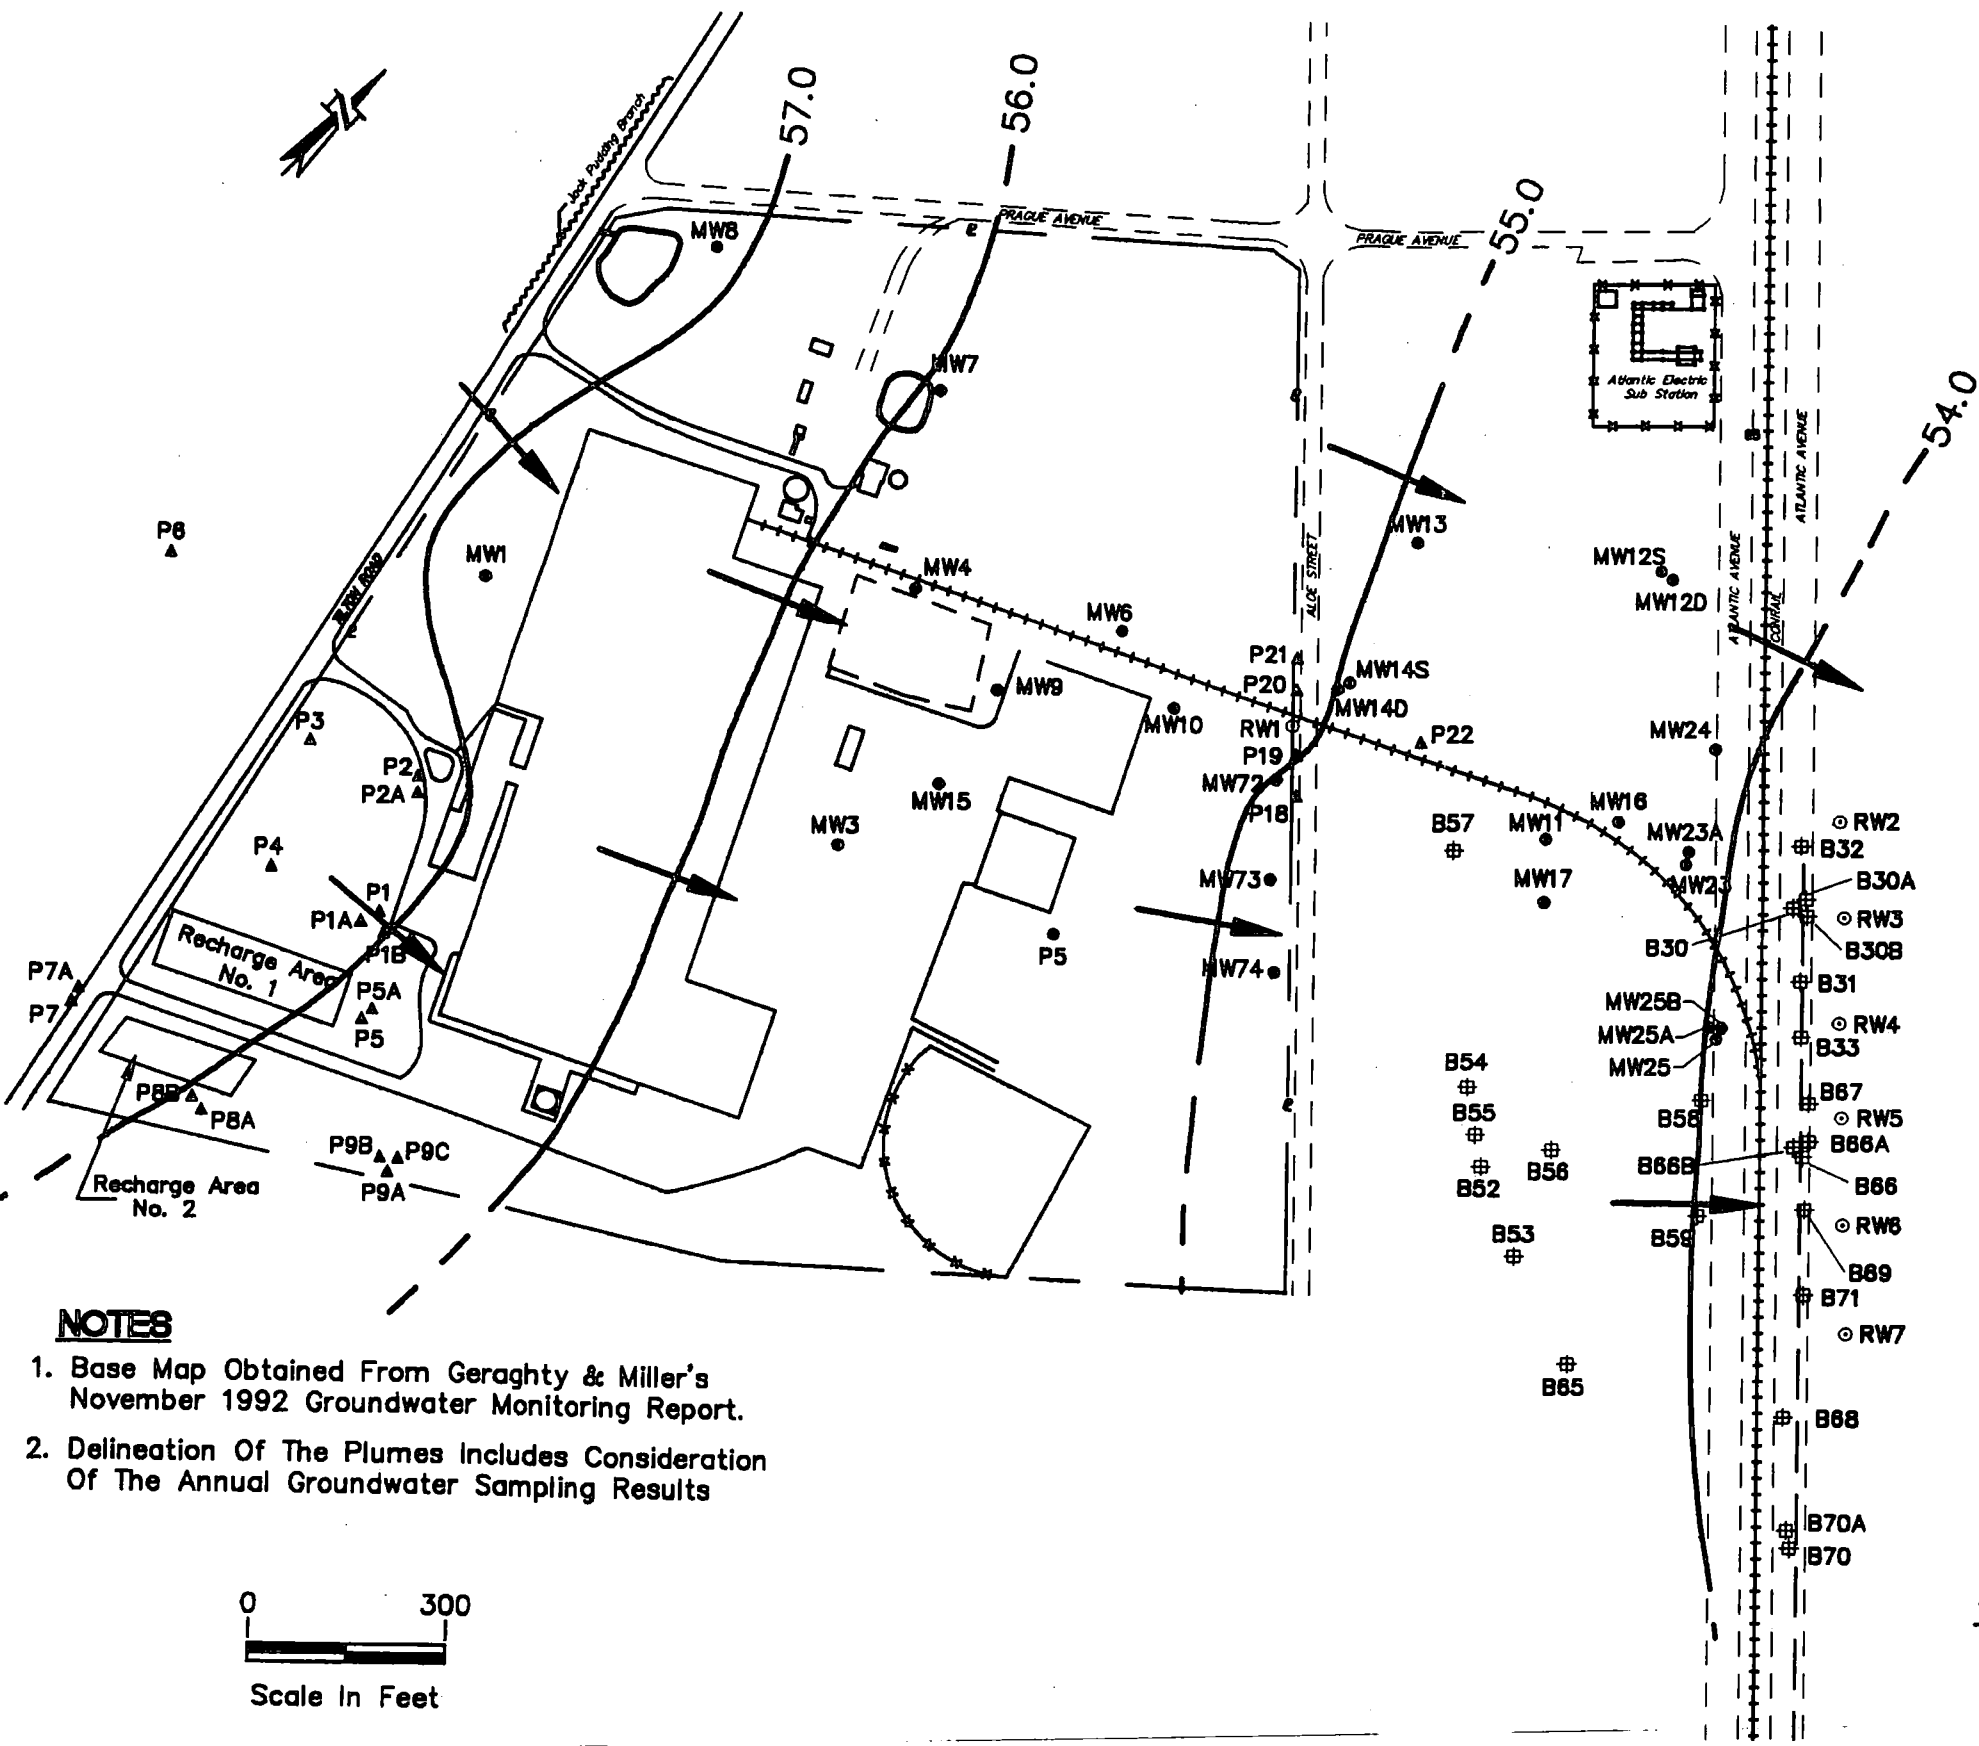 57.0
56.0
Jack Pudding Branch
N
55.0
PRAGUE AVENUE
PRAGUE AVENUE
MW8
MW7
Atlantic Electric
Sub Station
54.0
ATLANTIC AVENUE
P6
MW1
MW4
MW6
MW13
MW12S
MW12D
ALOE STREET
ATLANTIC AVENUE
CONRAIL
ROAD
P21
P20
MW14S
MW14D
MW9
MW10
RW1
P22
P19
MW24
P3
P2
P2A
MW72
P18
MW15
MW3
B57
MW11
MW16
MW23A
MW23
RW2
B32
P4
P1
P1A
P1B
MW73
MW17
B30A
RW3
B30
B30B
Recharge Area
No. 1
P5
MW74
P7A
P7
P5A
P5
B31
MW25B
MW25A
MW25
RW4
B33
B54
B55
B52
B56
B58
B67
RW5
P8B
P8A
B66B
B66A
B66
P9B
P9C
P9A
Recharge Area
No. 2
B53
B59
RW6
B69
B71
RW7
B65
B68
B70A
B70
NOTES
1. Base Map Obtained From Geraghty & Miller's
November 1992 Groundwater Monitoring Report.
2. Delineation Of The Plumes Includes Consideration
Of The Annual Groundwater Sampling Results
0 300
Scale In Feet